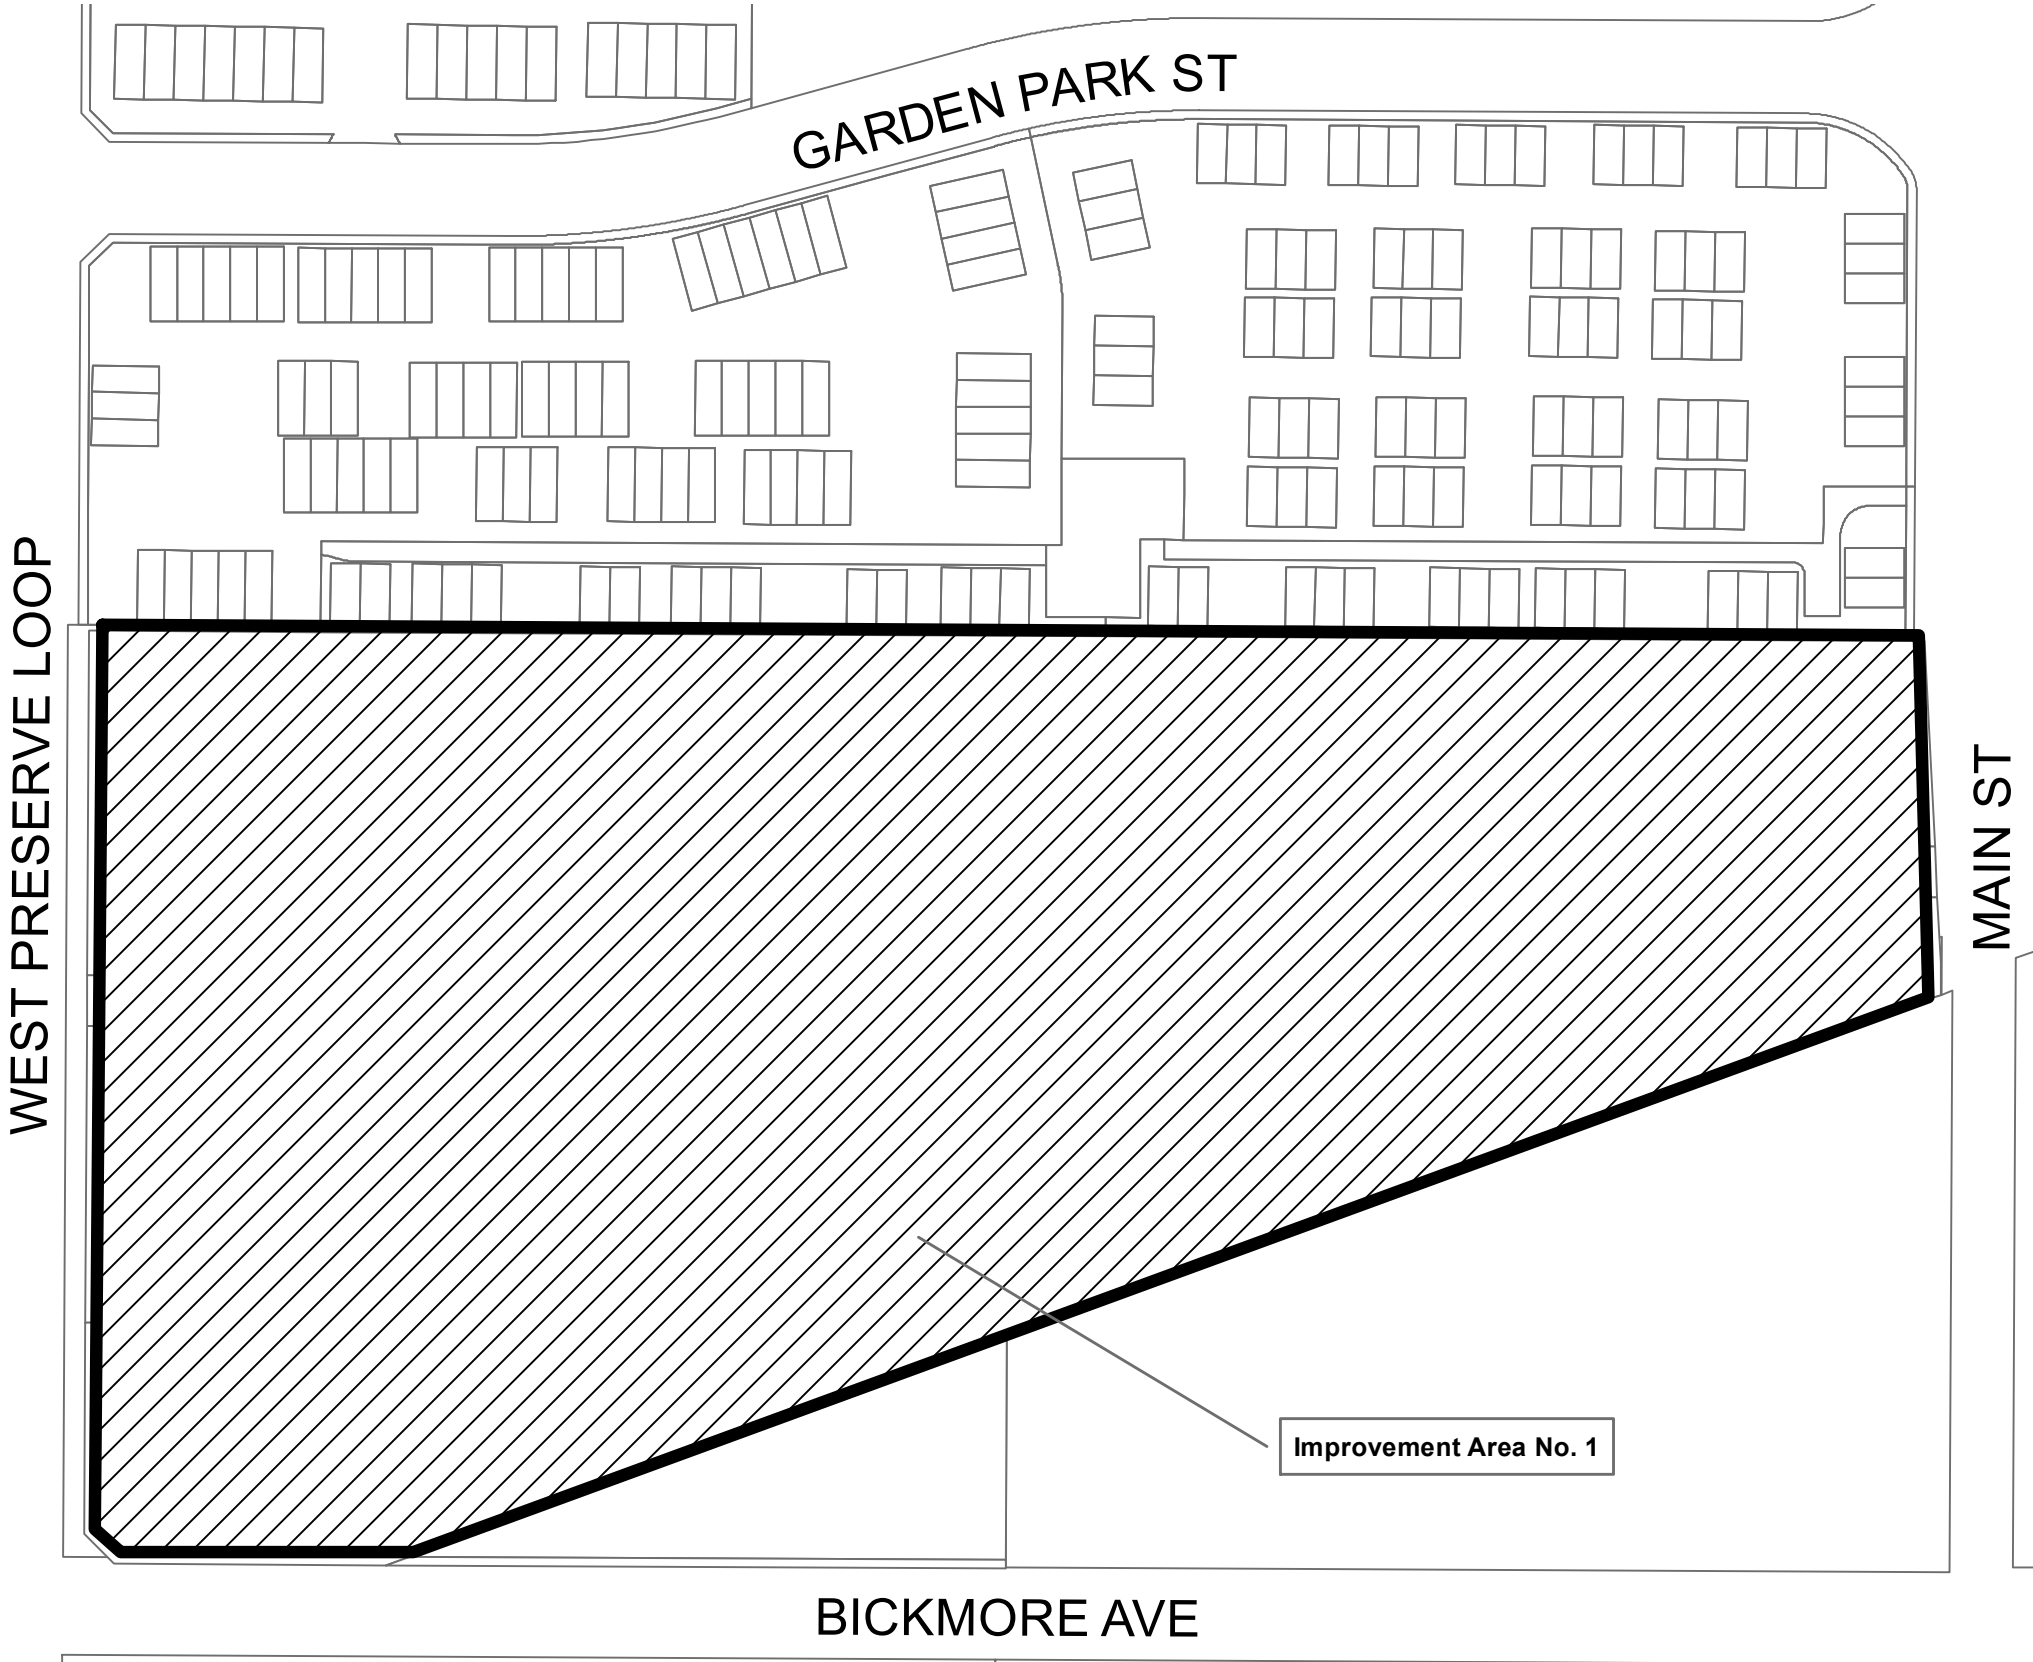 GARDEN PARK ST
WEST PRESERVE LOOP
MAIN ST
Improvement Area No. 1
BICKMORE AVE